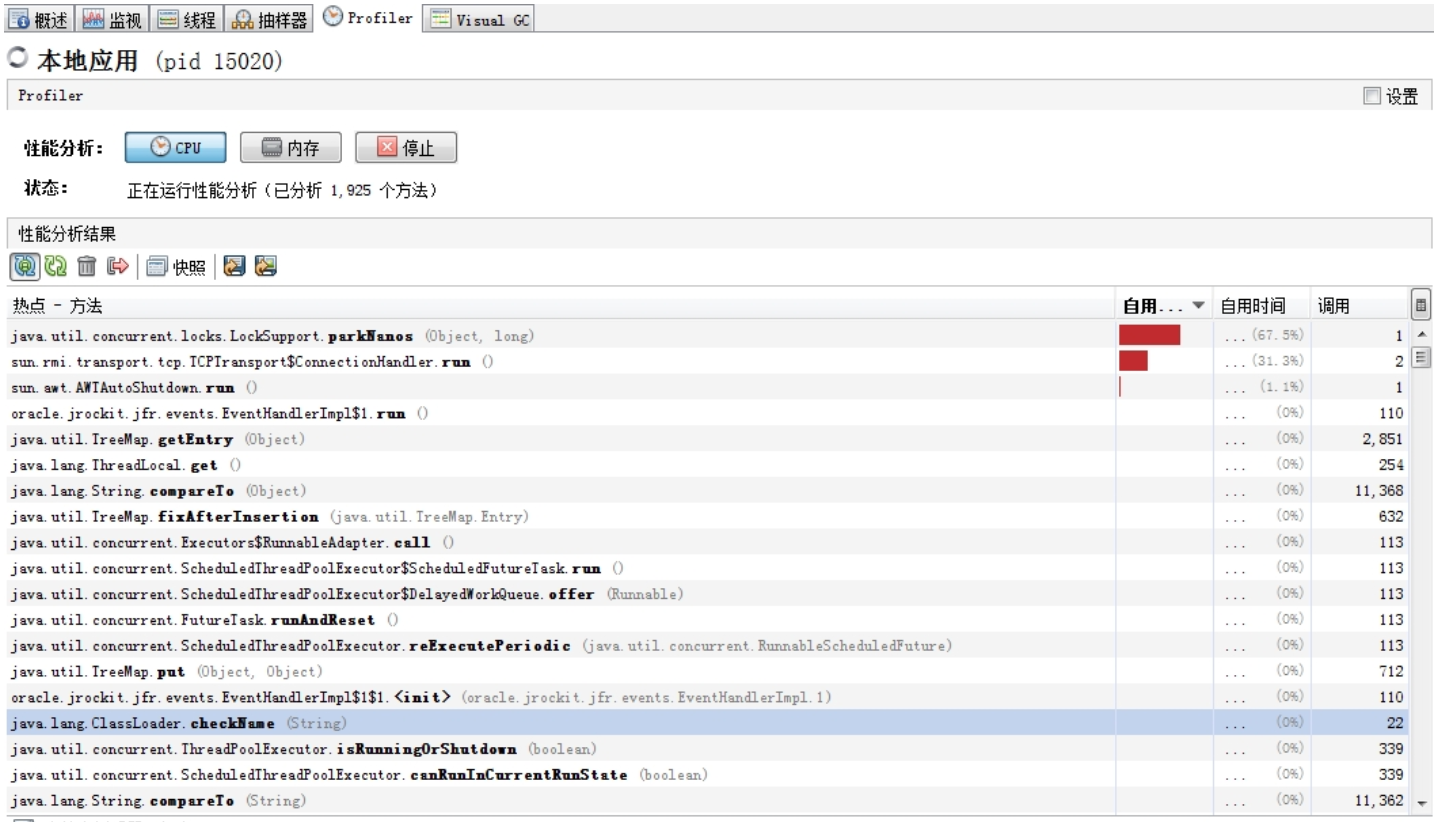 概述 监视 线程 抽样器 Profiler Visual GC
本地应用 (pid 15020)
Profiler 设置
性能分析: CPU 内存 停止
状态: 正在运行性能分析（已分析 1,925 个方法）
性能分析结果
快照
热点 - 方法 自用... 自用时间 调用
java.util.concurrent.locks.LockSupport.parkNanos (Object, long) ... (67.5%) 1
sun.rmi.transport.tcp.TCPTransport$ConnectionHandler.run () ... (31.3%) 2
sun.awt.AWTAutoShutdown.run () ... (1.1%) 1
oracle.jrockit.jfr.events.EventHandlerImpl$1.run () ... (0%) 110
java.util.TreeMap.getEntry (Object) ... (0%) 2,851
java.lang.ThreadLocal.get () ... (0%) 254
java.lang.String.compareTo (Object) ... (0%) 11,368
java.util.TreeMap.fixAfterInsertion (java.util.TreeMap.Entry) ... (0%) 632
java.util.concurrent.Executors$RunnableAdapter.call () ... (0%) 113
java.util.concurrent.ScheduledThreadPoolExecutor$ScheduledFutureTask.run () ... (0%) 113
java.util.concurrent.ScheduledThreadPoolExecutor$DelayedWorkQueue.offer (Runnable) ... (0%) 113
java.util.concurrent.FutureTask.runAndReset () ... (0%) 113
java.util.concurrent.ScheduledThreadPoolExecutor.reExecutePeriodic (java.util.concurrent.RunnableScheduledFuture) ... (0%) 113
java.util.TreeMap.put (Object, Object) ... (0%) 712
oracle.jrockit.jfr.events.EventHandlerImpl$1$1.<init> (oracle.jrockit.jfr.events.EventHandlerImpl.1) ... (0%) 110
java.lang.ClassLoader.checkName (String) ... (0%) 22
java.util.concurrent.ThreadPoolExecutor.isRunningOrShutdown (boolean) ... (0%) 339
java.util.concurrent.ScheduledThreadPoolExecutor.canRunInCurrentRunState (boolean) ... (0%) 339
java.lang.String.compareTo (String) ... (0%) 11,362